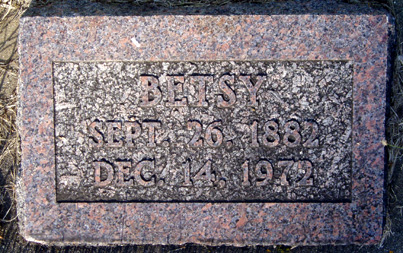 BETSY
SEPT. 26, 1882
DEC. 14, 1972